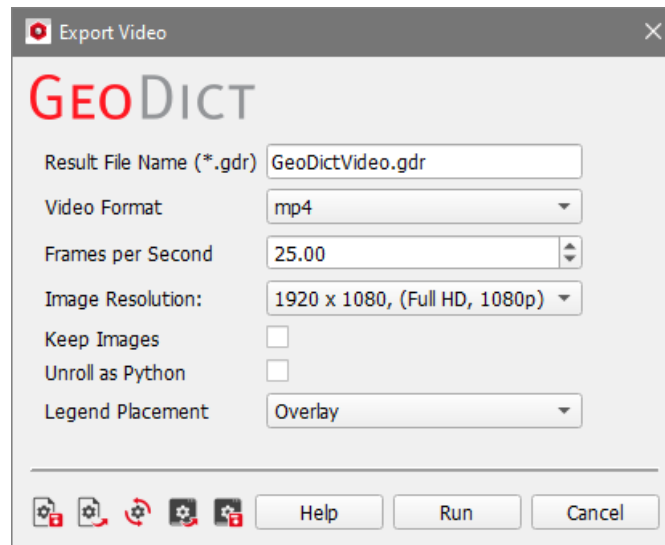 Export Video
GEODICT
Result File Name (*.gdr) GeoDictVideo.gdr
Video Format mp4
Frames per Second 25.00
Image Resolution: 1920 x 1080, (Full HD, 1080p)
Keep Images
Unroll as Python
Legend Placement Overlay
Help Run Cancel